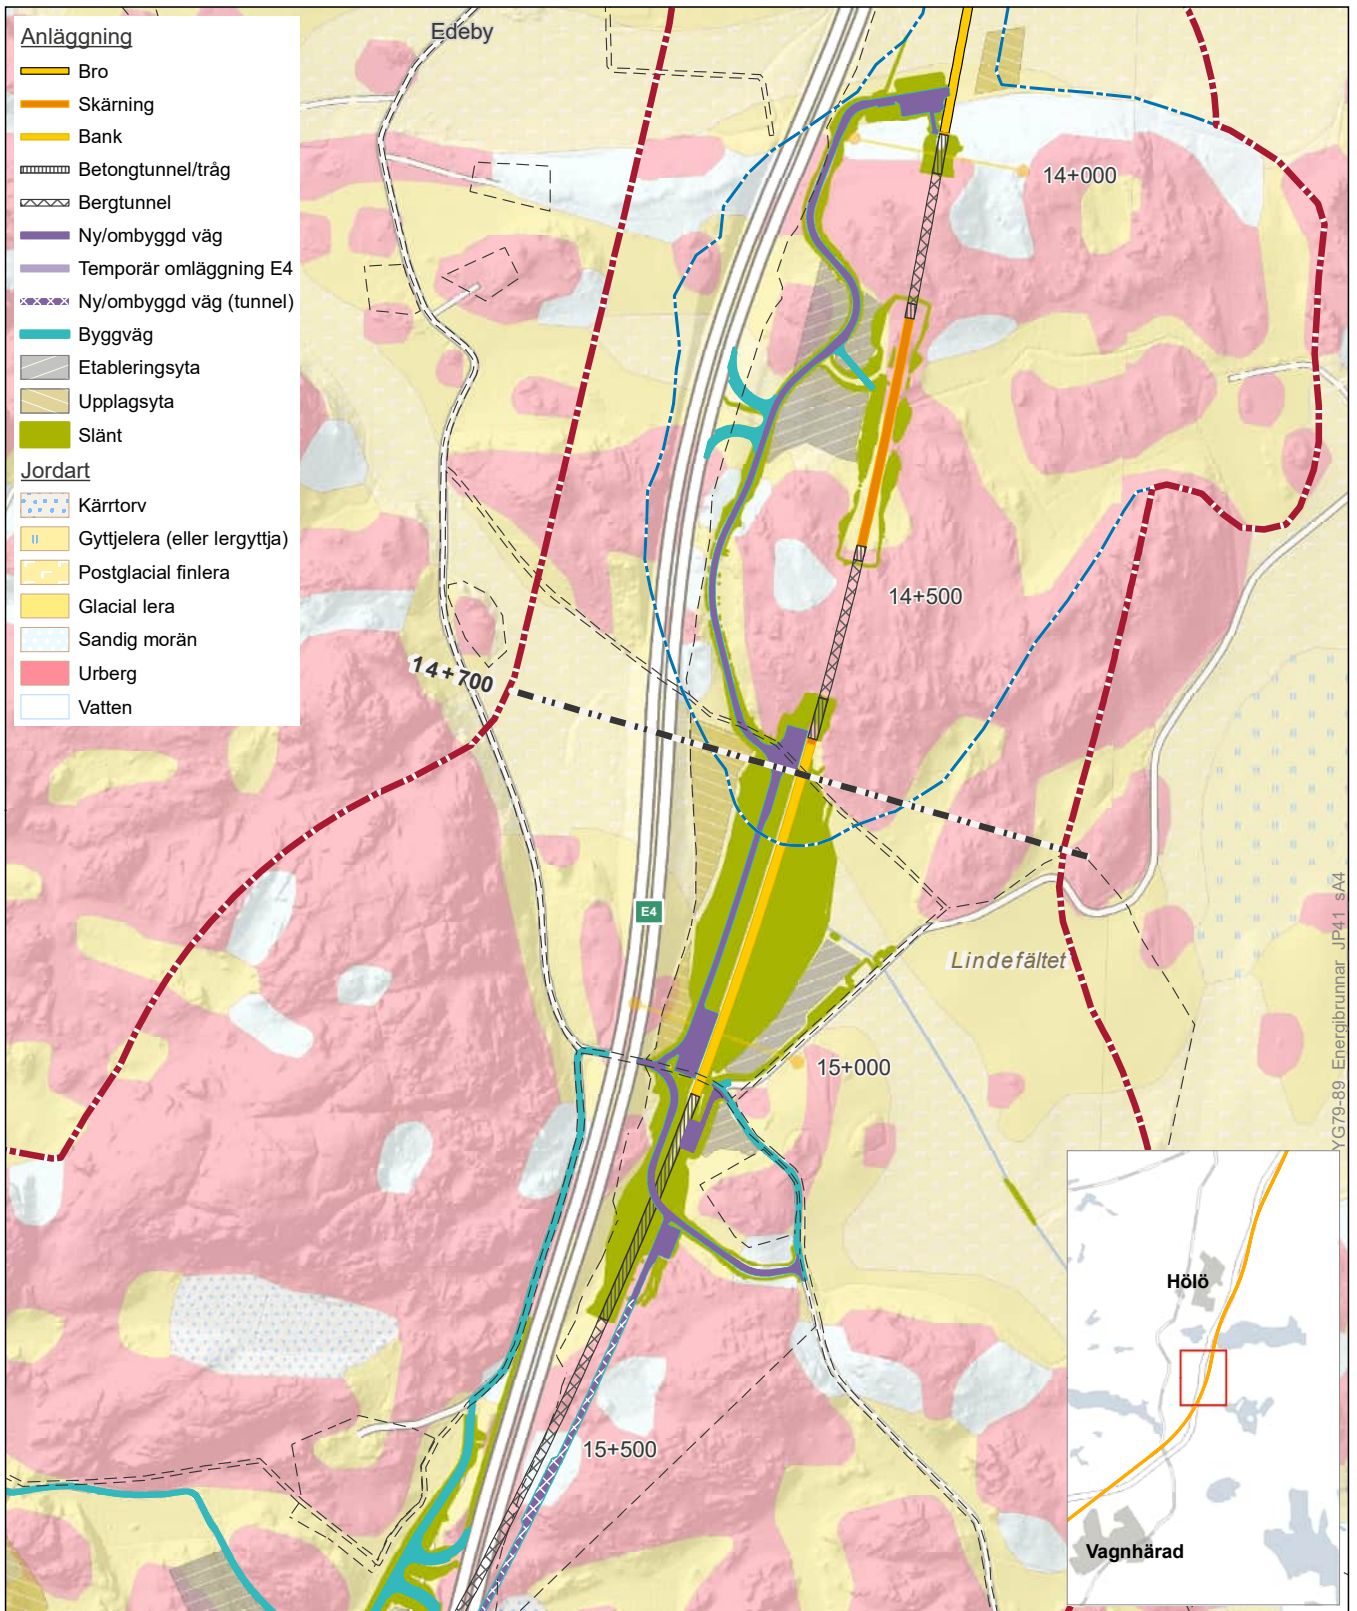 Anläggning
Bro
Skärning
Bank
Betongtunnel/tråg
Bergtunnel
Ny/ombyggd väg
Temporär omläggning E4
Ny/ombyggd väg (tunnel)
Byggväg
Etableringsyta
Upplagsyta
Slänt
Jordart
Kärrtorv
Gyttjelera (eller lergyttja)
Postglacial finlera
Glacial lera
Sandig morän
Urberg
Vatten
Edeby
14+000
14+500
14+700
E4
Lindefältet
15+000
15+500
YG79-89 Energibrunnar JP41 sA4
Hölö
Vagnhärad